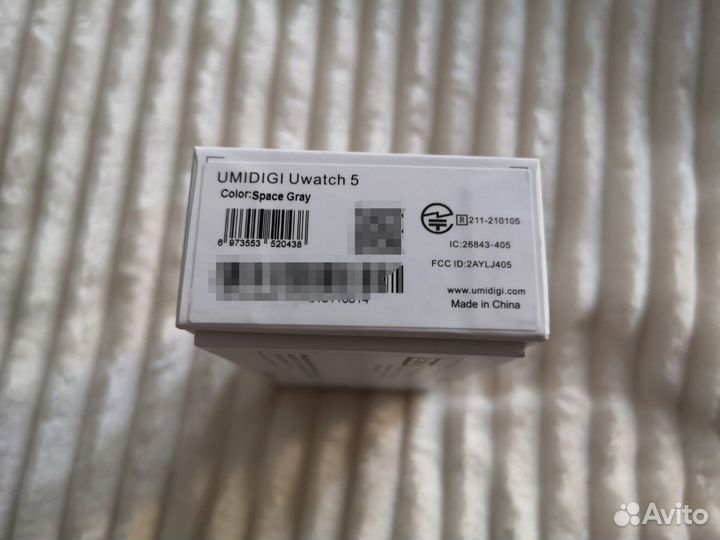 UMIDIGI Uwatch 5
Color:Space Gray
6 973553 520438
R 211-210105
IC:26843-405
FCC ID:2AYLJ405
www.umidigi.com
Made in China
Avito